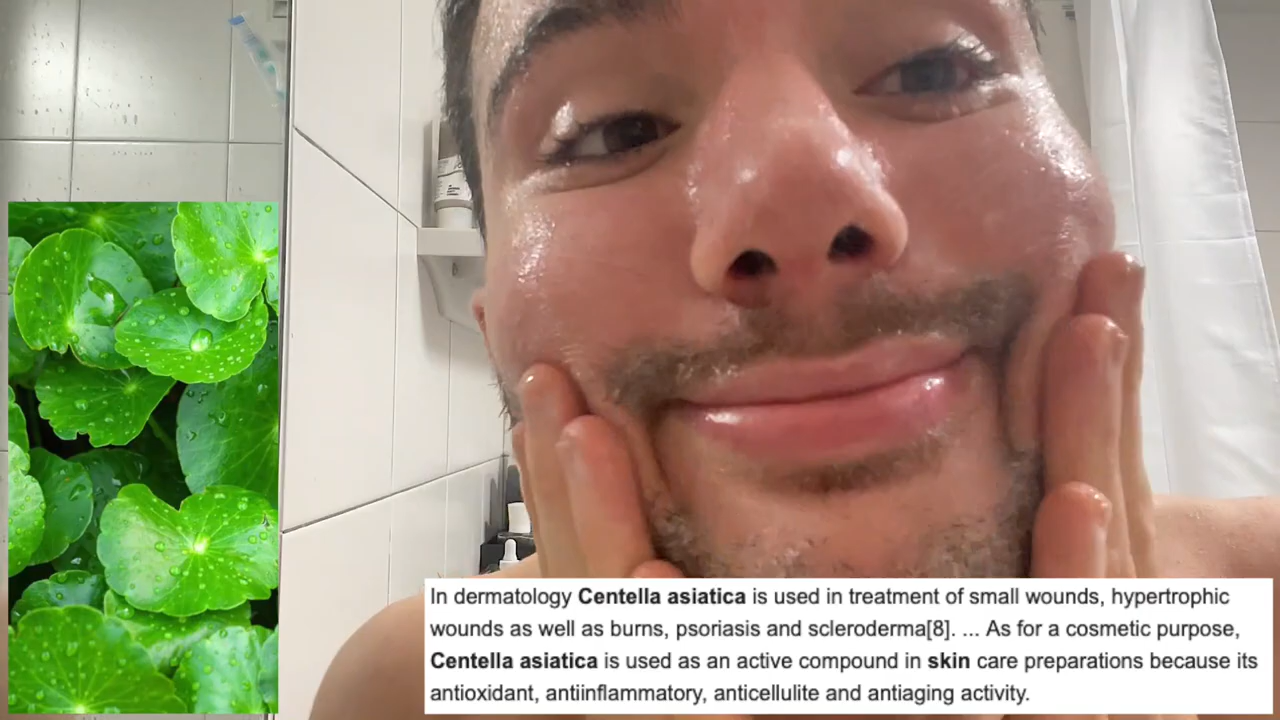 In dermatology Centella asiatica is used in treatment of small wounds, hypertrophic
wounds as well as burns, psoriasis and scleroderma[8]. ... As for a cosmetic purpose,
Centella asiatica is used as an active compound in skin care preparations because its
antioxidant, antiinflammatory, anticellulite and antiaging activity.